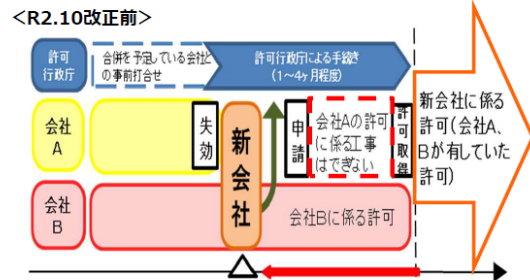 <R2.10改正前>
許可
行政庁
合併を予定している会社と
の事前打合せ
許可行政庁による手続き
(1～4ヶ月程度)
会社
A
失効
新会社
申請
会社Aの許可
に係る工事
はできない
許可取得
新会社に係る
許可(会社A、
Bが有していた
許可)
会社
B
会社Bに係る許可